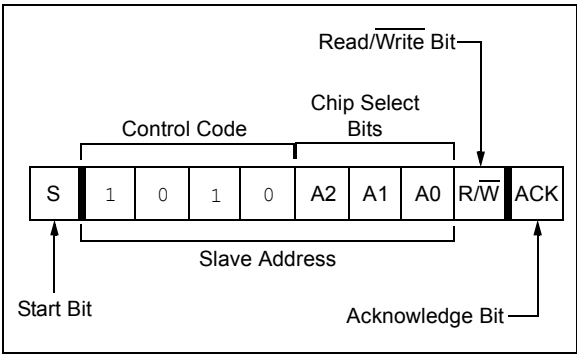 Read/Write Bit
Chip Select
Bits
Control Code
S 1 0 1 0 A2 A1 A0 R/W ACK
Slave Address
Start Bit
Acknowledge Bit